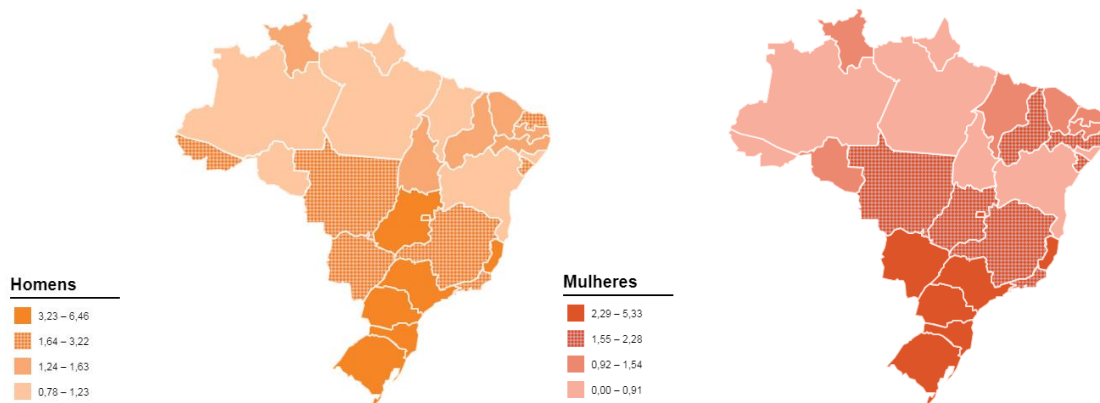 Homens
3,23 – 6,46
1,64 – 3,22
1,24 – 1,63
0,78 – 1,23
Mulheres
2,29 – 5,33
1,55 – 2,28
0,92 – 1,54
0,00 – 0,91